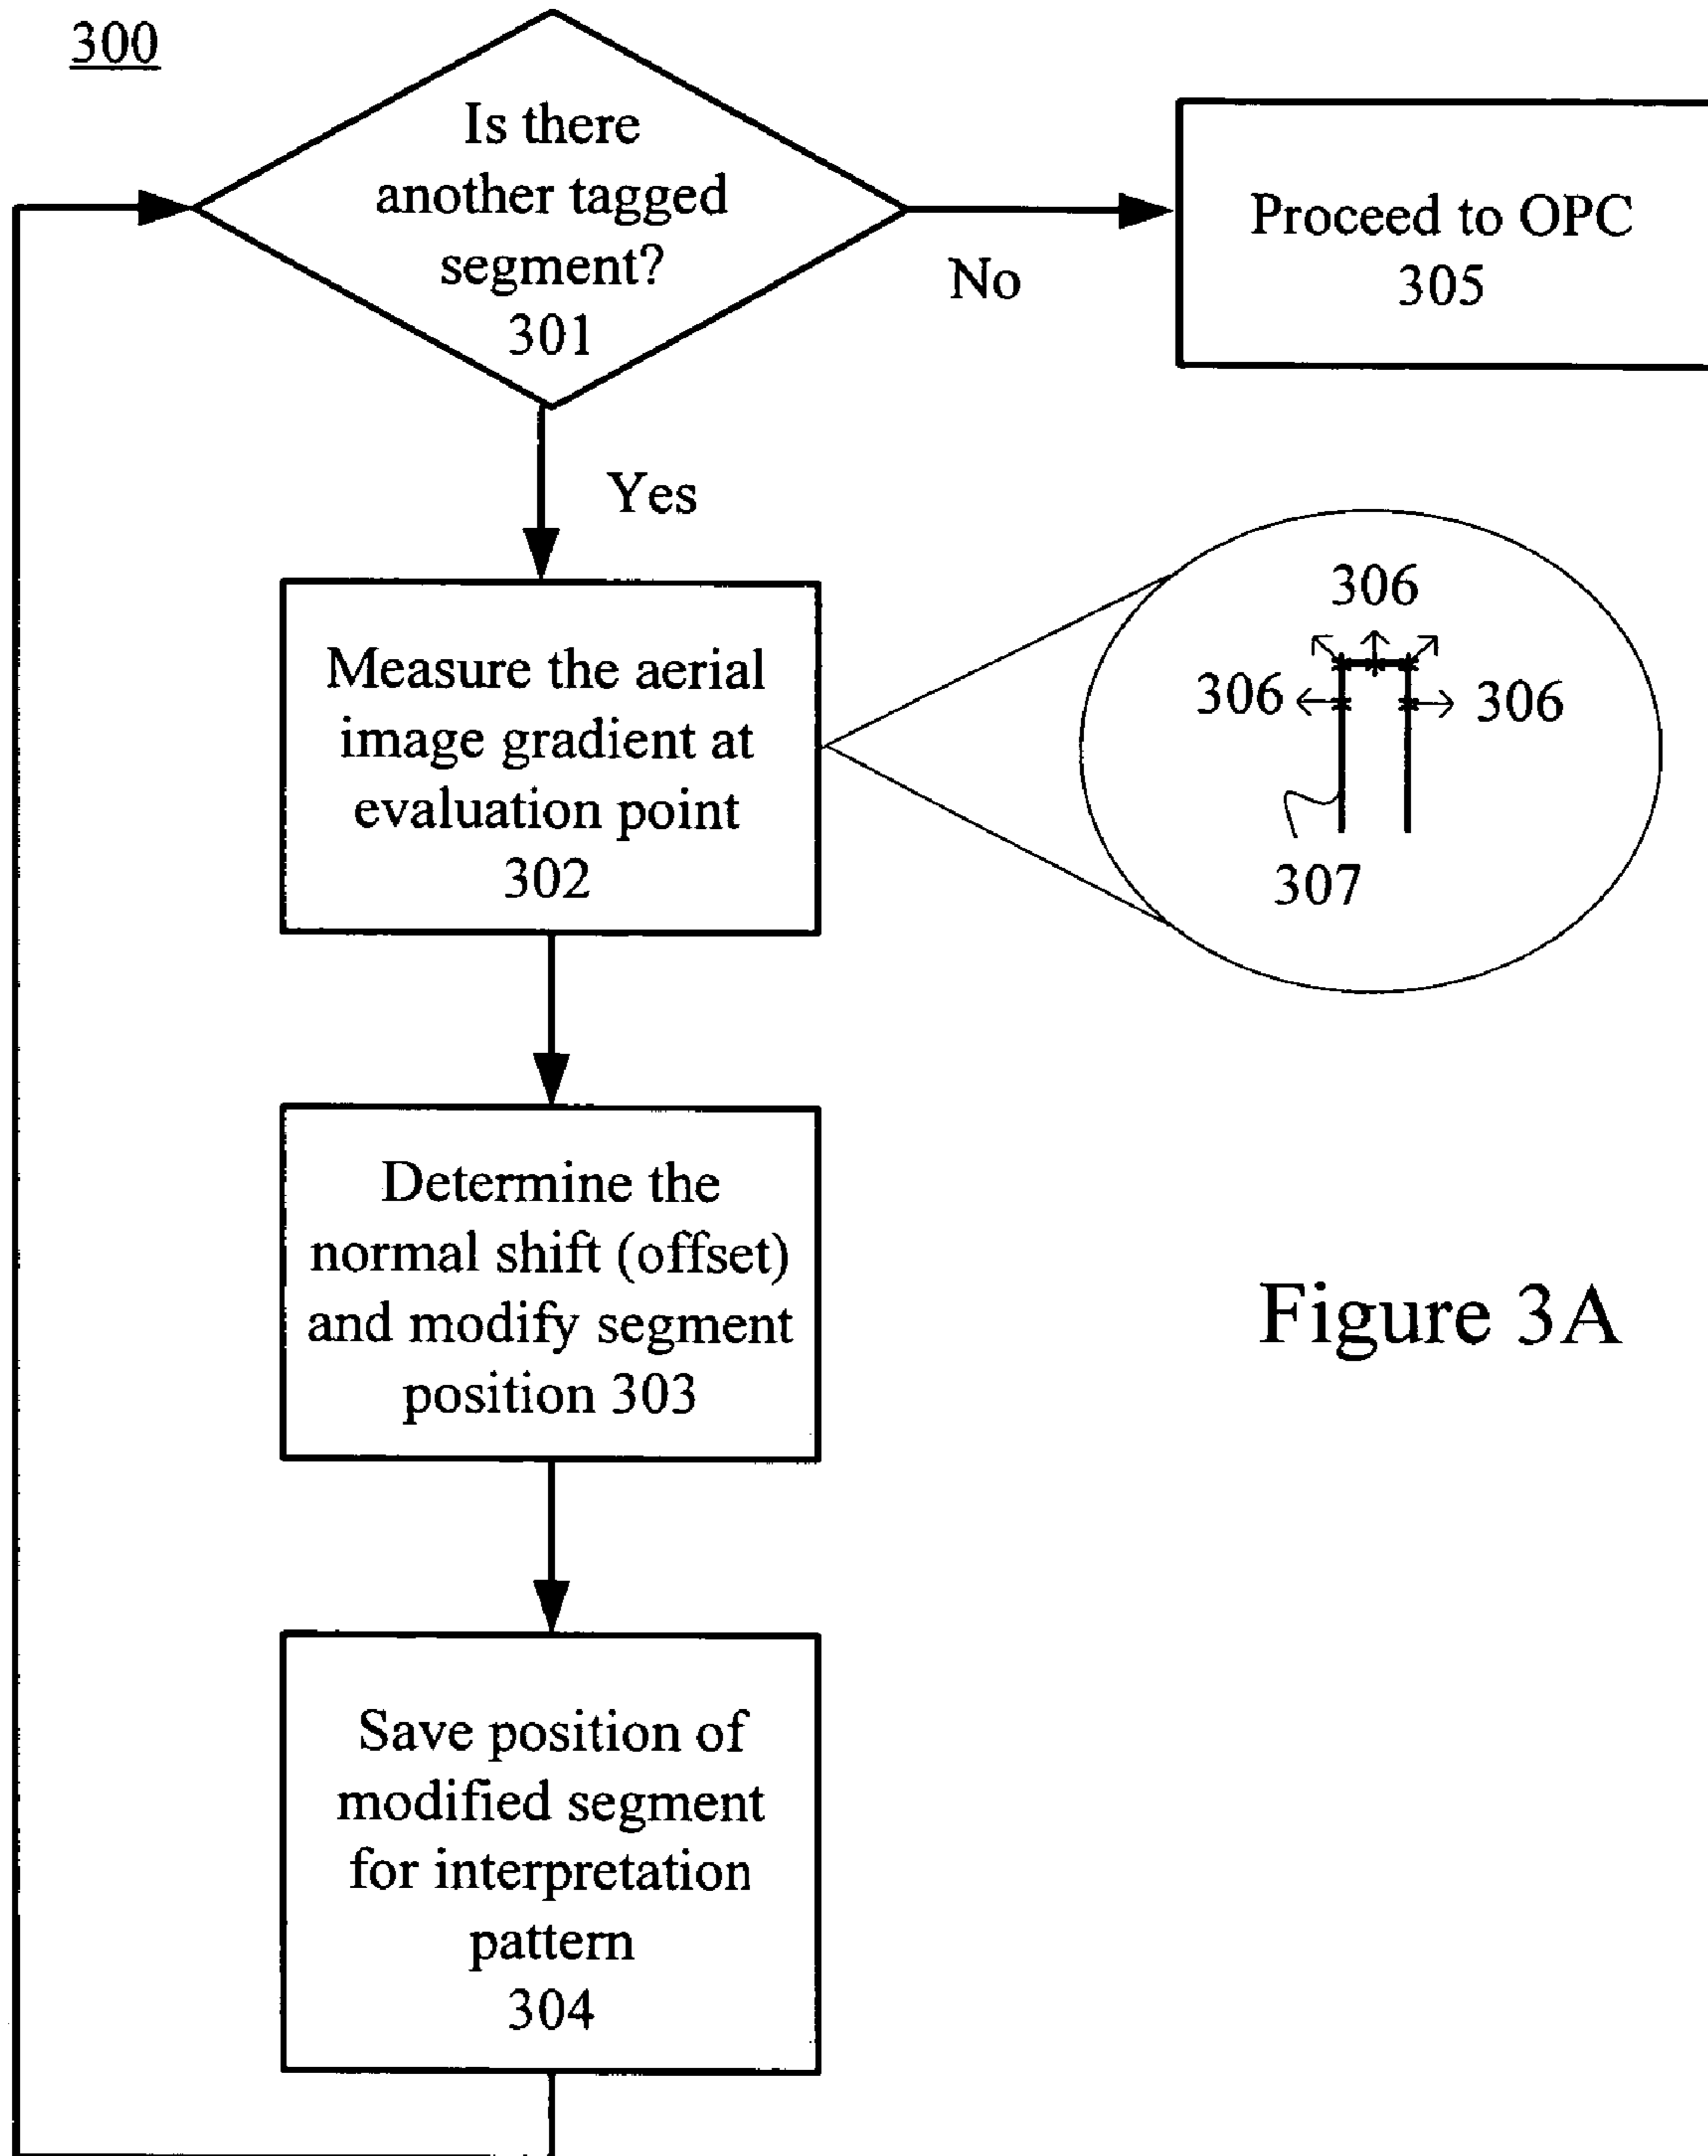 300
Is there
another tagged
segment?
301
No
Proceed to OPC
305
Yes
Measure the aerial
image gradient at
evaluation point
302
306
306
306
307
Determine the
normal shift (offset)
and modify segment
position 303
Figure 3A
Save position of
modified segment
for interpretation
pattern
304